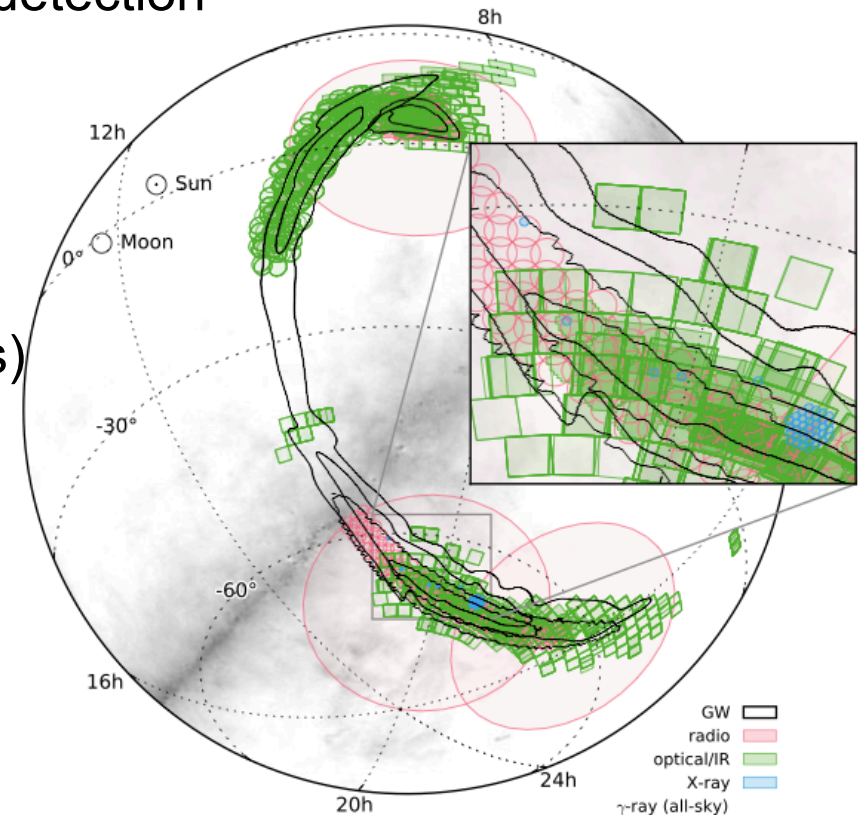 detection
8h
12h
Sun
Moon
0°
s)
-30°
-60°
16h
20h
24h
GW
radio
optical/IR
X-ray
γ-ray (all-sky)